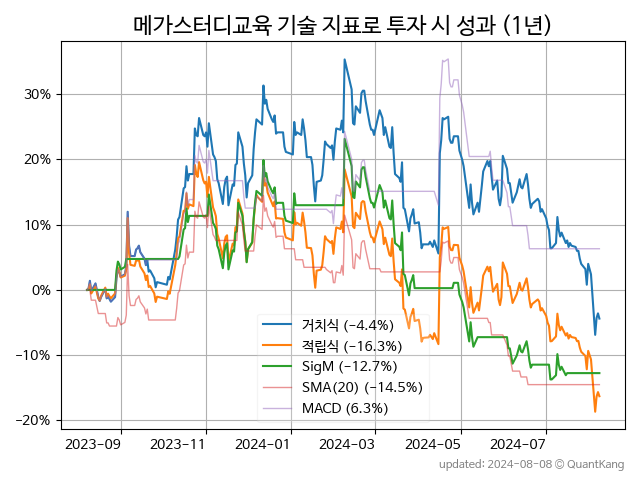 메가스터디교육 기술 지표로 투자 시 성과 (1년)
30%
20%
10%
0%
−10%
−20%
거치식 (−4.4%)
적립식 (−16.3%)
SigM (−12.7%)
SMA(20) (−14.5%)
MACD (6.3%)
2023-09
2023-11
2024-01
2024-03
2024-05
2024-07
updated: 2024-08-08 © QuantKang